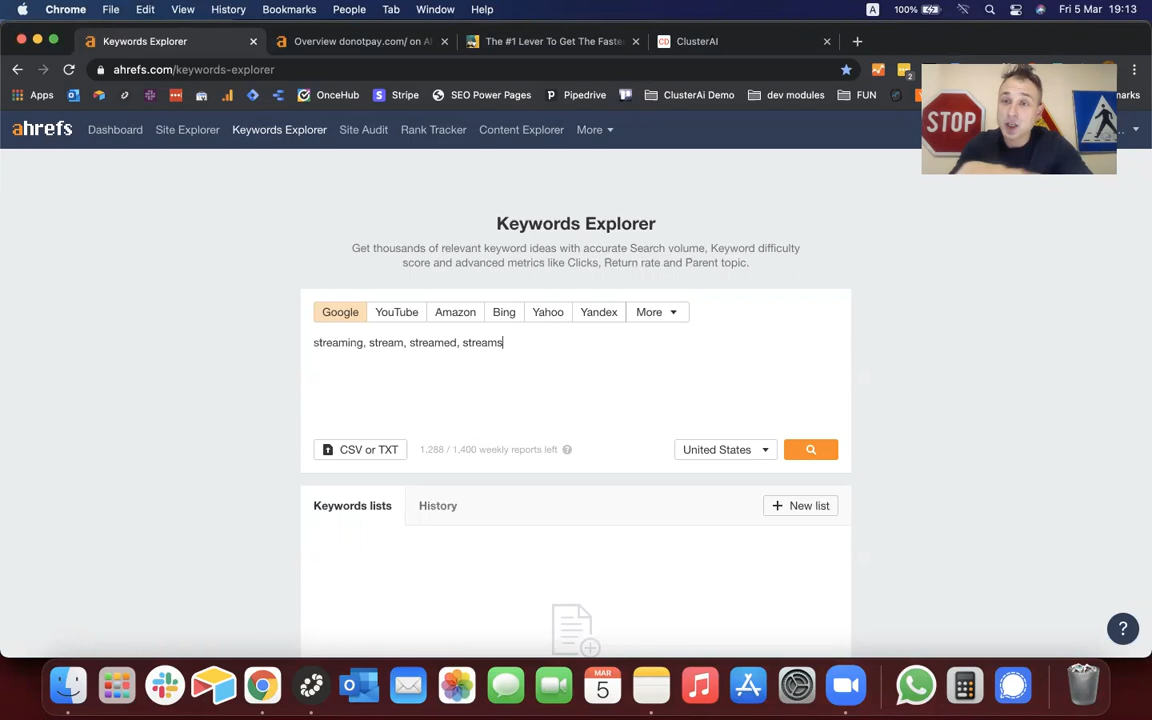 Chrome File Edit View History Bookmarks People Tab Window Help A 100% Fri 5 Mar 19:13
Keywords Explorer Overview donotpay.com/ on A The #1 Lever To Get The Faste CD ClusterAI
ahrefs.com/keywords-explorer 2
Apps OnceHub S Stripe SEO Power Pages P Pipedrive ClusterAi Demo dev modules FUN marks
ahrefs Dashboard Site Explorer Keywords Explorer Site Audit Rank Tracker Content Explorer More
STOP
Keywords Explorer
Get thousands of relevant keyword ideas with accurate Search volume, Keyword difficulty
score and advanced metrics like Clicks, Return rate and Parent topic.
Google YouTube Amazon Bing Yahoo Yandex More
streaming, stream, streamed, streams
CSV or TXT 1,288 / 1,400 weekly reports left ? United States
Keywords lists History + New list
?
MAR
5